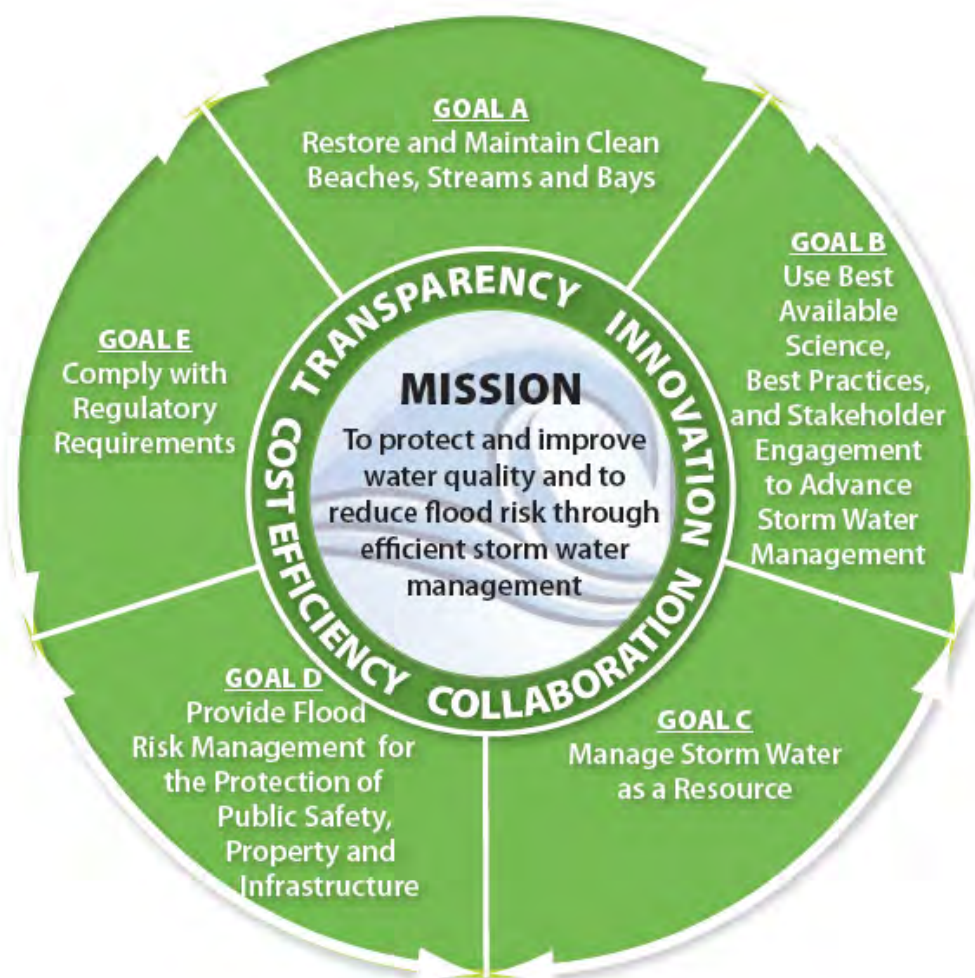 GOAL A
Restore and Maintain Clean
Beaches, Streams and Bays
GOAL B
Use Best
Available
Science,
Best Practices,
and Stakeholder
Engagement
to Advance
Storm Water
Management
GOAL C
Manage Storm Water
as a Resource
GOAL D
Provide Flood
Risk Management for
the Protection of
Public Safety,
Property and
Infrastructure
GOAL E
Comply with
Regulatory
Requirements
TRANSPARENCY
INNOVATION
COLLABORATION
COST EFFICIENCY
MISSION
To protect and improve
water quality and to
reduce flood risk through
efficient storm water
management